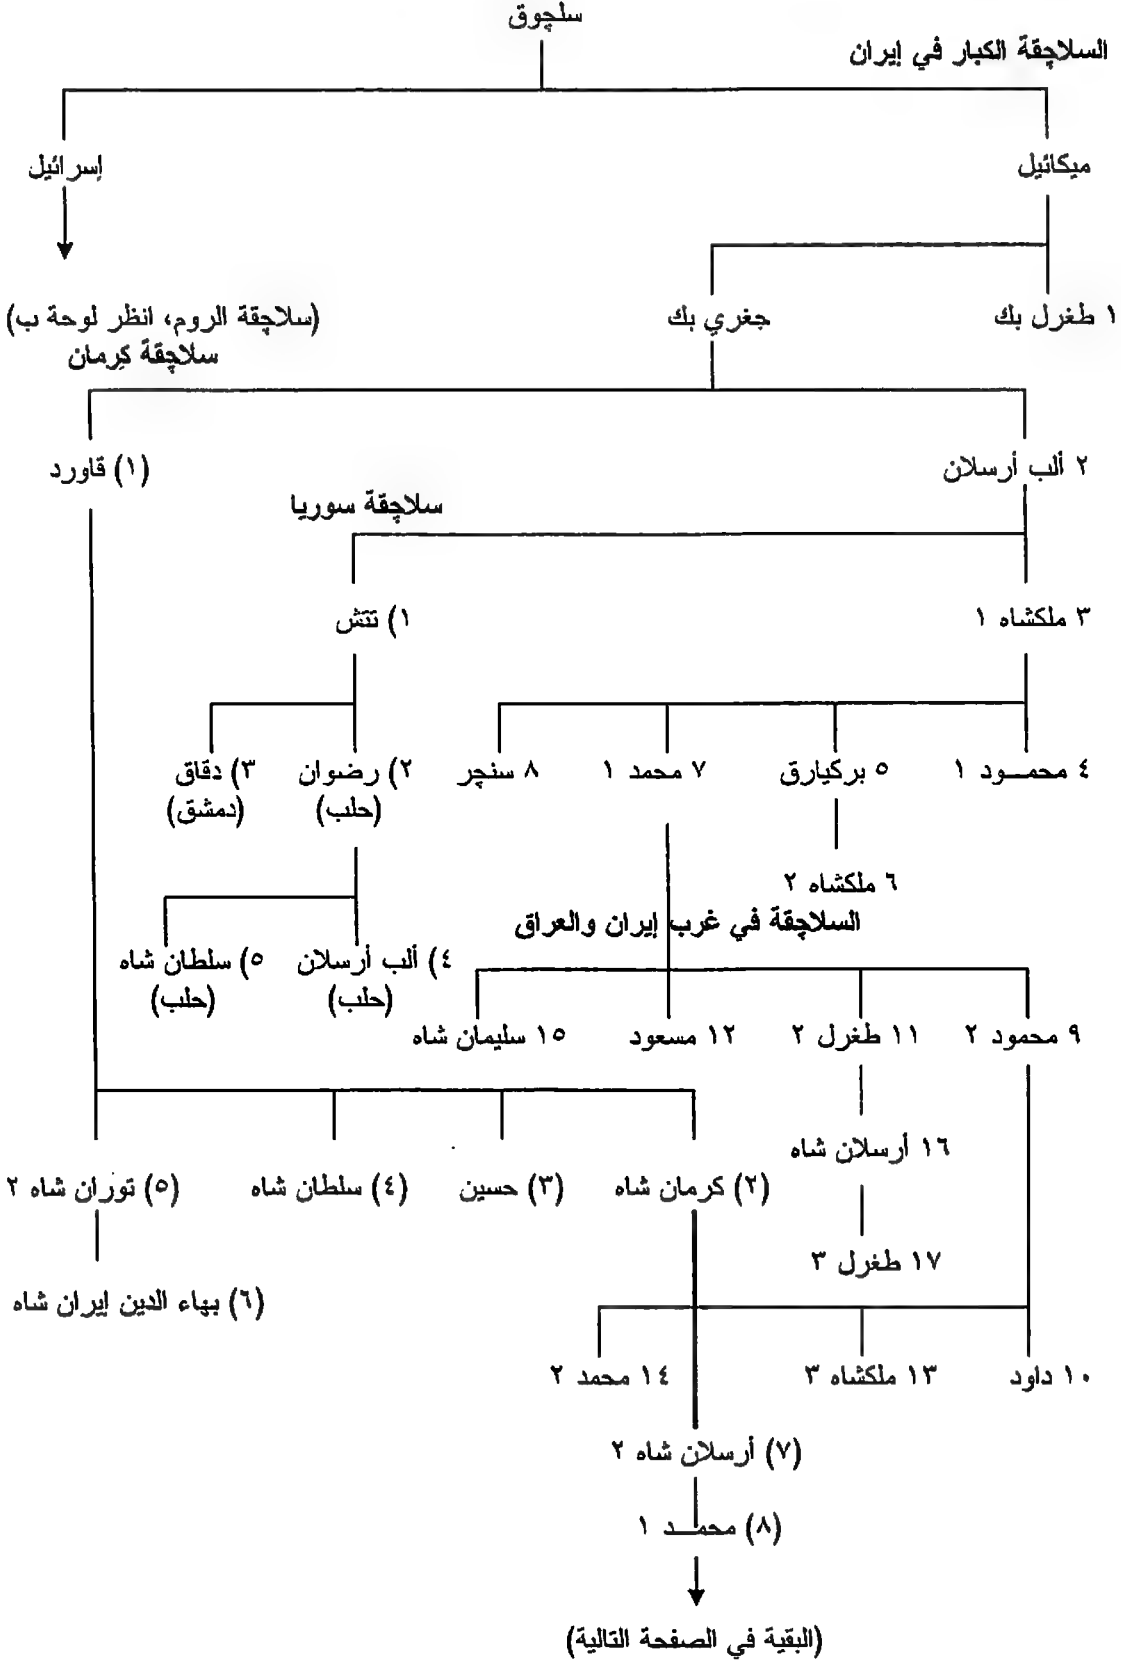 سلچوق
السلاچقة الكبار في إيران
ميكائيل
إسرائيل
١ طغرل بك
جغري بك
(سلاچقة الروم، انظر لوحة ب)
سلاچقة كِرمان
٢ ألب أرسلان
(١) قاورد
سلاچقة سوريا
٣ ملكشاه ١
١) تتش
٤ محمـــود ١
٥ بركيارق
٧ محمد ١
٨ سنچر
٢) رضوان
(حلب)
٣) دقاق
(دمشق)
٦ ملكشاه ٢
السلاچقة في غرب إيران والعراق
٤) ألب أرسلان
(حلب)
٥) سلطان شاه
(حلب)
٩ محمود ٢
١١ طغرل ٢
١٢ مسعود
١٥ سليمان شاه
١٦ أرسلان شاه
(٢) كرمان شاه
(٣) حسين
(٤) سلطان شاه
(٥) توران شاه ٢
١٧ طغرل ٣
(٦) بهاء الدين إيران شاه
١٠ داود
١٣ ملكشاه ٣
١٤ محمد ٢
(٧) أرسلان شاه ٢
(٨) محمـــد ١
(البقية في الصفحة التالية)